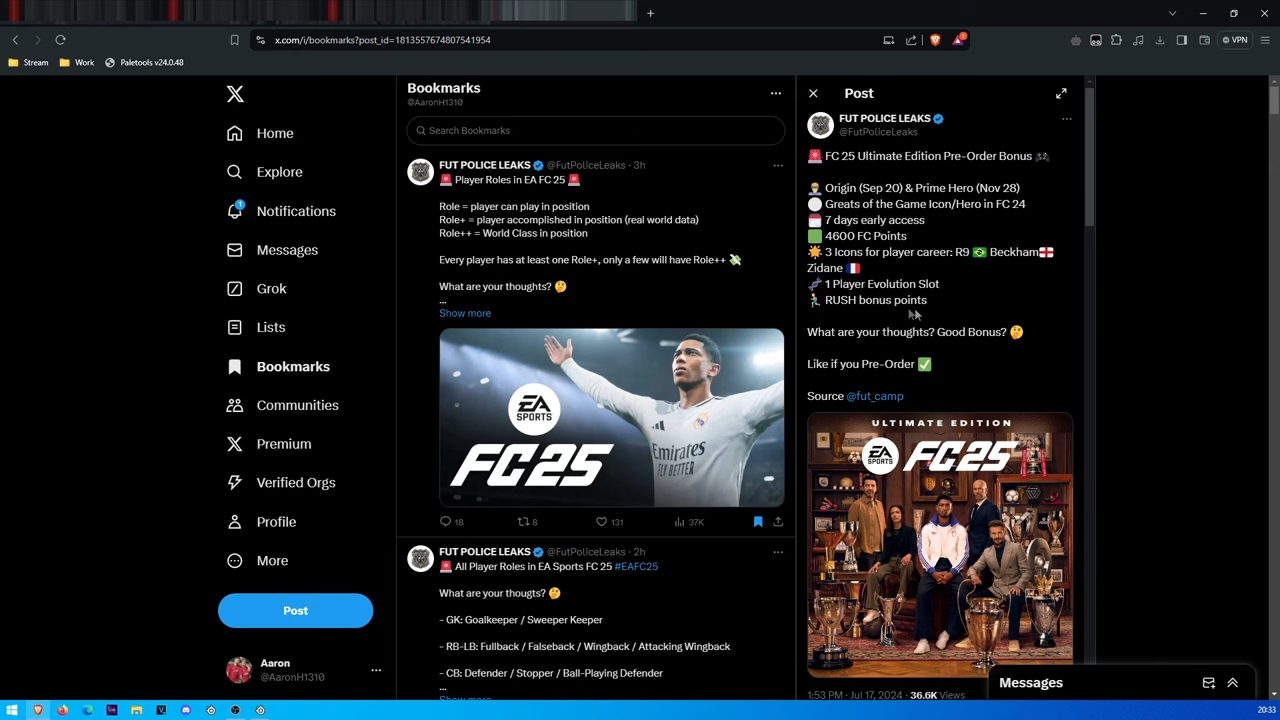 x.com/i/bookmarks?post_id=1813557674807541954
VPN
Stream
Work
Paletools v24.0.48
Home
Explore
1
Notifications
Messages
Grok
Lists
Bookmarks
Communities
Premium
Verified Orgs
Profile
More
Post
Aaron
@AaronH1310
Bookmarks
@AaronH1310
Search Bookmarks
FUT POLICE LEAKS @FutPoliceLeaks · 3h
🚨 Player Roles in EA FC 25 🚨
Role = player can play in position
Role+ = player accomplished in position (real world data)
Role++ = World Class in position
Every player has at least one Role+, only a few will have Role++ 💸
What are your thoughts? 🤔
...
Show more
EA
SPORTS
FC25
Emirates
FLY BETTER
18 8 131 37K
FUT POLICE LEAKS @FutPoliceLeaks · 2h
🚨 All Player Roles in EA Sports FC 25 #EAFC25
What are your thougts? 🤔
- GK: Goalkeeper / Sweeper Keeper
- RB-LB: Fullback / Falseback / Wingback / Attacking Wingback
- CB: Defender / Stopper / Ball-Playing Defender
...
Show more
Post
FUT POLICE LEAKS
@FutPoliceLeaks
🚨 FC 25 Ultimate Edition Pre-Order Bonus 🎮
Origin (Sep 20) & Prime Hero (Nov 28)
Greats of the Game Icon/Hero in FC 24
7 days early access
4600 FC Points
3 Icons for player career: R9 🇧🇷 Beckham🏴󠁧󠁢󠁥󠁮󠁧󠁿
Zidane 🇫🇷
🧬 1 Player Evolution Slot
RUSH bonus points
What are your thoughts? Good Bonus? 🤔
Like if you Pre-Order ✅
Source @fut_camp
ULTIMATE EDITION
EA
SPORTS
FC25
1:53 PM · Jul 17, 2024 · 36.6K Views
Messages
20:33